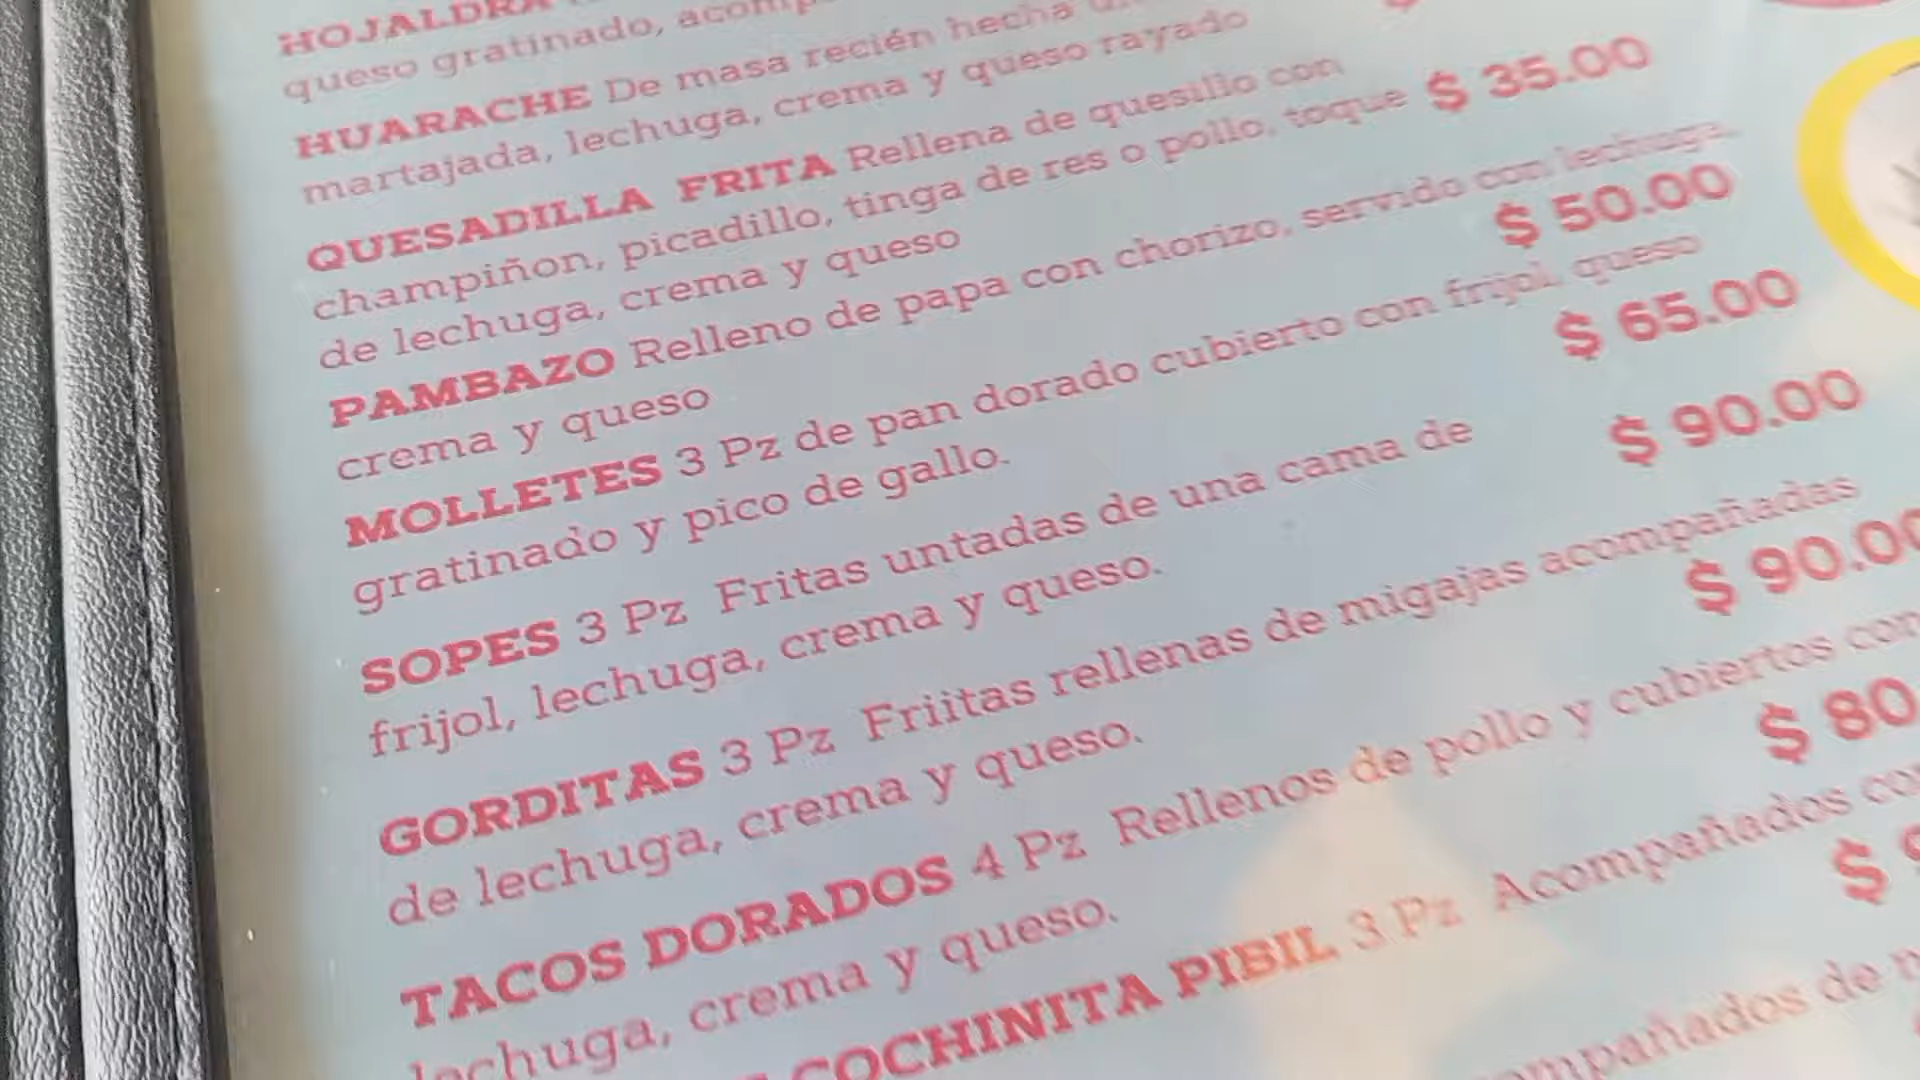 HOJALDRA
queso gratinado,
HUARACHE De masa recién hecha
martajada, lechuga, crema y queso rayado
QUESADILLA FRITA Rellena de quesillo con
champiñon, picadillo, tinga de res o pollo, toque $ 35.00
de lechuga, crema y queso
PAMBAZO Relleno de papa con chorizo, servido con lechuga,
crema y queso $ 50.00
MOLLETES 3 Pz de pan dorado cubierto con frijol, queso
gratinado y pico de gallo. $ 65.00
SOPES 3 Pz Fritas untadas de una cama de $ 90.00
frijol, lechuga, crema y queso.
GORDITAS 3 Pz Friitas rellenas de migajas acompañadas
de lechuga, crema y queso. $ 90.00
TACOS DORADOS 4 Pz Rellenos de pollo y cubiertos con
lechuga, crema y queso. $ 80
COCHINITA PIBIL 3 Pz Acompañados
$
de